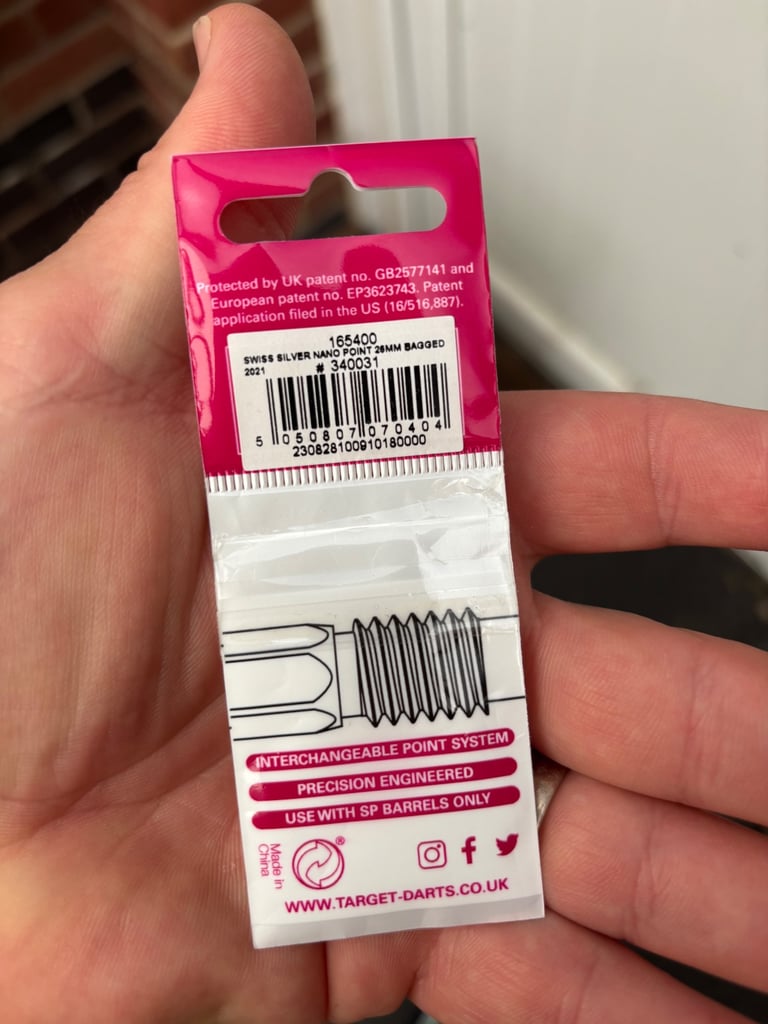 Protected by UK patent no. GB2577141 and
European patent no. EP3623743. Patent
application filed in the US (16/516,887).
165400
SWISS SILVER NANO POINT 26MM BAGGED
2021 # 340031
5 050807 070404
230828100910180000
INTERCHANGEABLE POINT SYSTEM
PRECISION ENGINEERED
USE WITH SP BARRELS ONLY
Made in
China
®
WWW.TARGET-DARTS.CO.UK